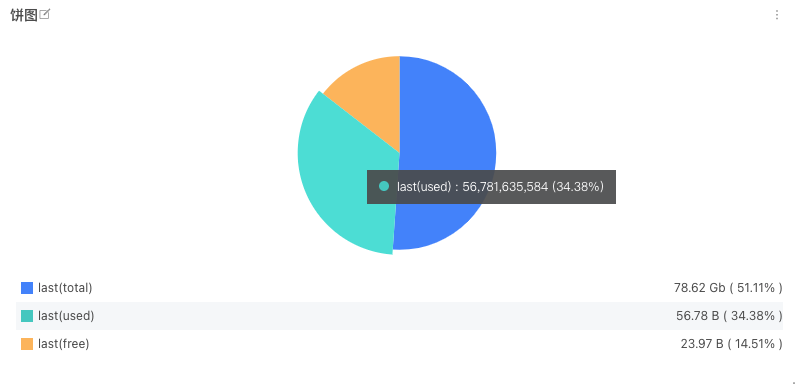 饼图
last(used) : 56,781,635,584 (34.38%)
last(total) 78.62 Gb ( 51.11% )
last(used) 56.78 B ( 34.38% )
last(free) 23.97 B ( 14.51% )